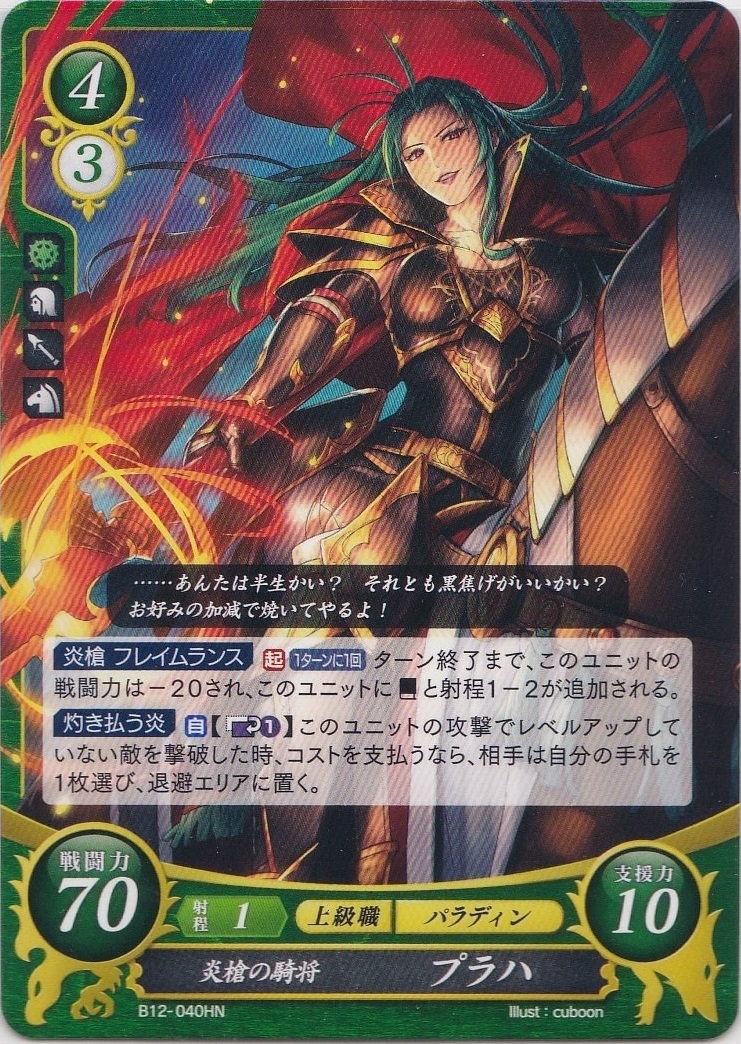 4
3
……あんたは半生かい？　それとも黒焦げがいいかい？
お好みの加減で焼いてやるよ！
炎槍 フレイムランス 起 1ターンに1回 ターン終了まで、このユニットの
戦闘力は－20され、このユニットにと射程1－2が追加される。
灼き払う炎 自【1】このユニットの攻撃でレベルアップして
いない敵を撃破した時、コストを支払うなら、相手は自分の手札を
1枚選び、退避エリアに置く。
戦闘力
70
射程 1
上級職 パラディン
支援力
10
炎槍の騎将 プラハ
B12-040HN Illust：cuboon